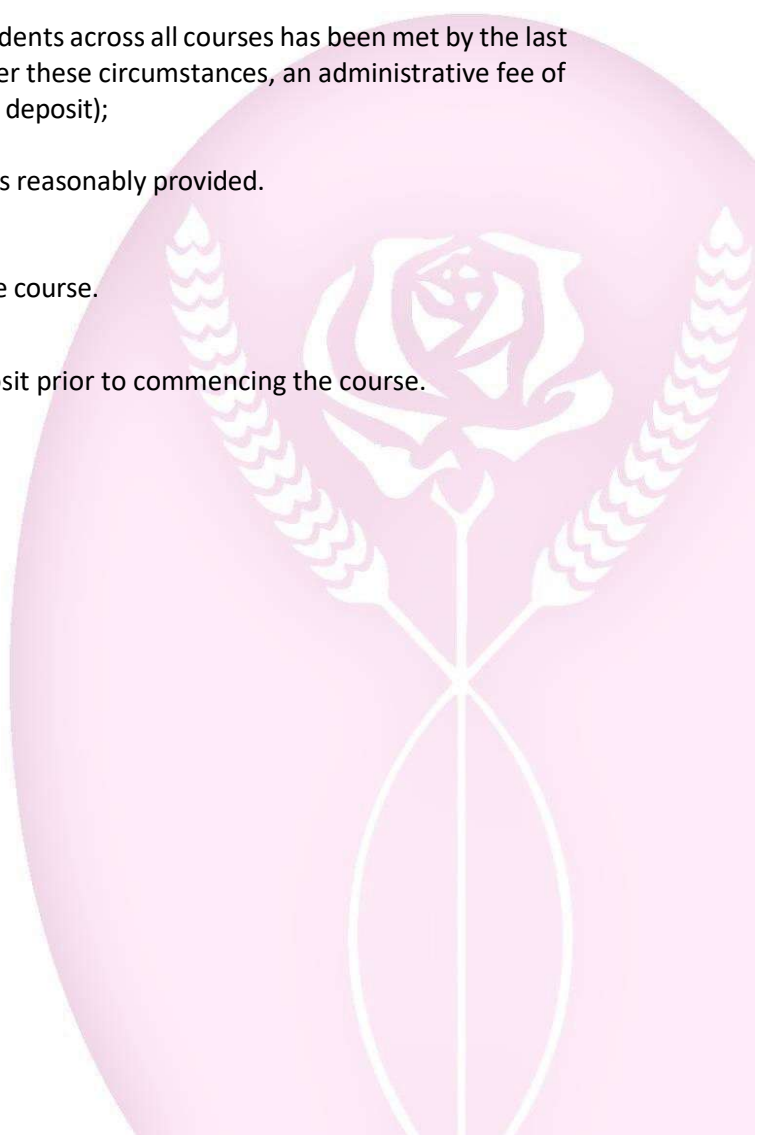 dents across all courses has been met by the last
er these circumstances, an administrative fee of
deposit);
s reasonably provided.
e course.
osit prior to commencing the course.